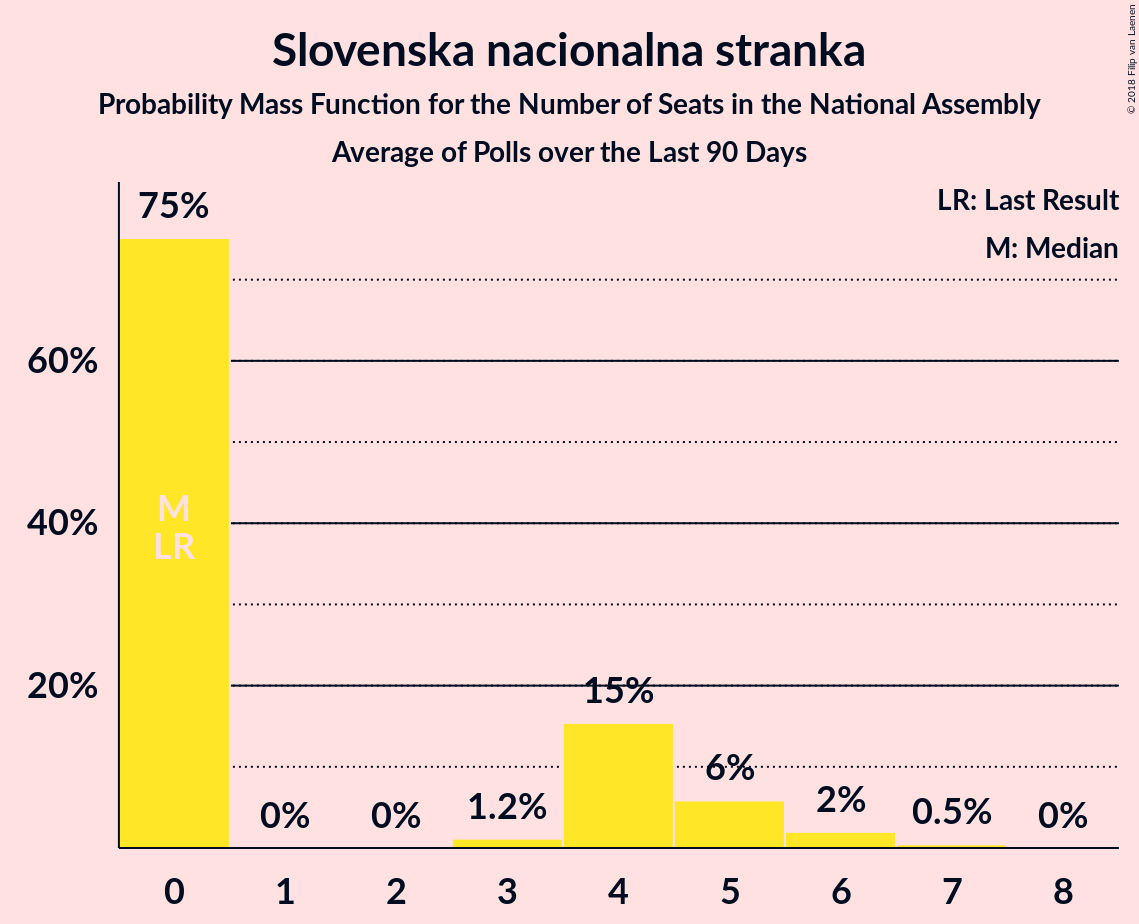 Slovenska nacionalna stranka
Probability Mass Function for the Number of Seats in the National Assembly
Average of Polls over the Last 90 Days
© 2018 Filip van Laenen
LR: Last Result
M: Median
75%
60%
40%
20%
M
LR
0%
0%
1.2%
15%
6%
2%
0.5%
0%
0 1 2 3 4 5 6 7 8